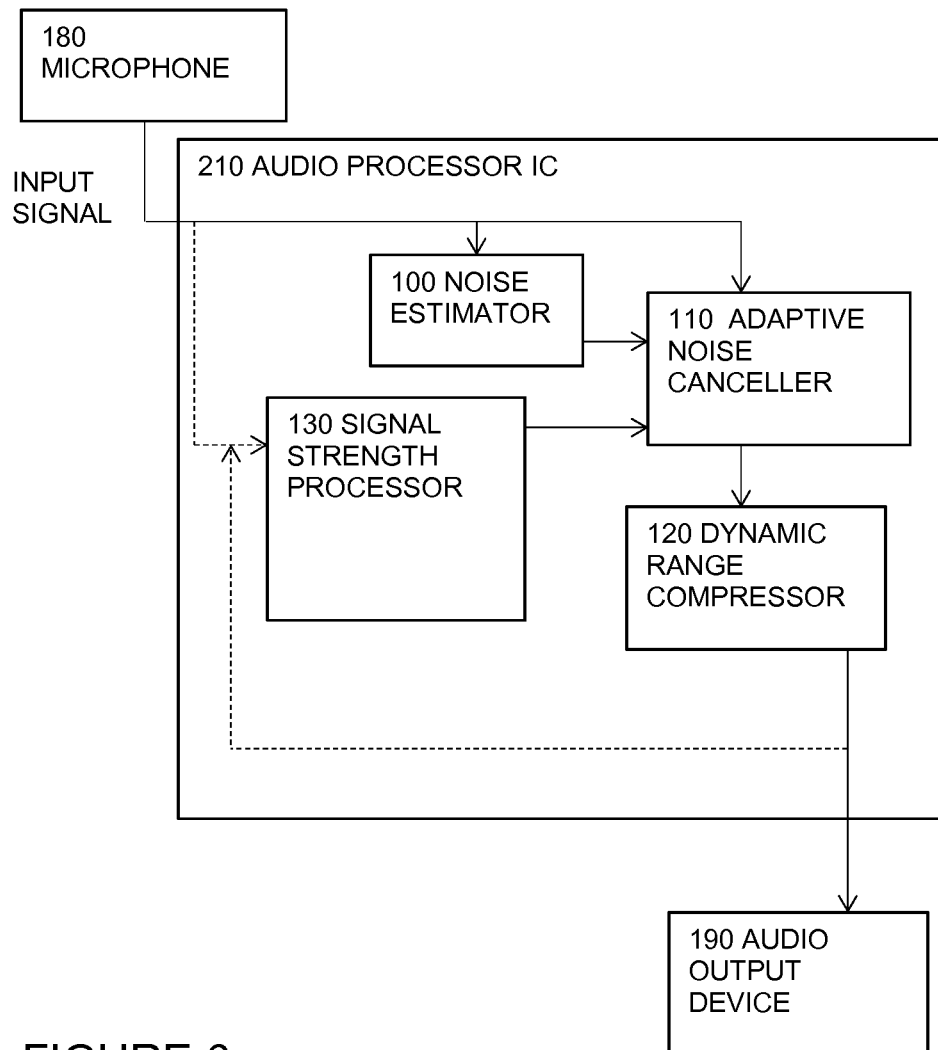 180
MICROPHONE
210 AUDIO PROCESSOR IC
INPUT
SIGNAL
100 NOISE
ESTIMATOR
110 ADAPTIVE
NOISE
CANCELLER
130 SIGNAL
STRENGTH
PROCESSOR
120 DYNAMIC
RANGE
COMPRESSOR
190 AUDIO
OUTPUT
DEVICE
FIGURE